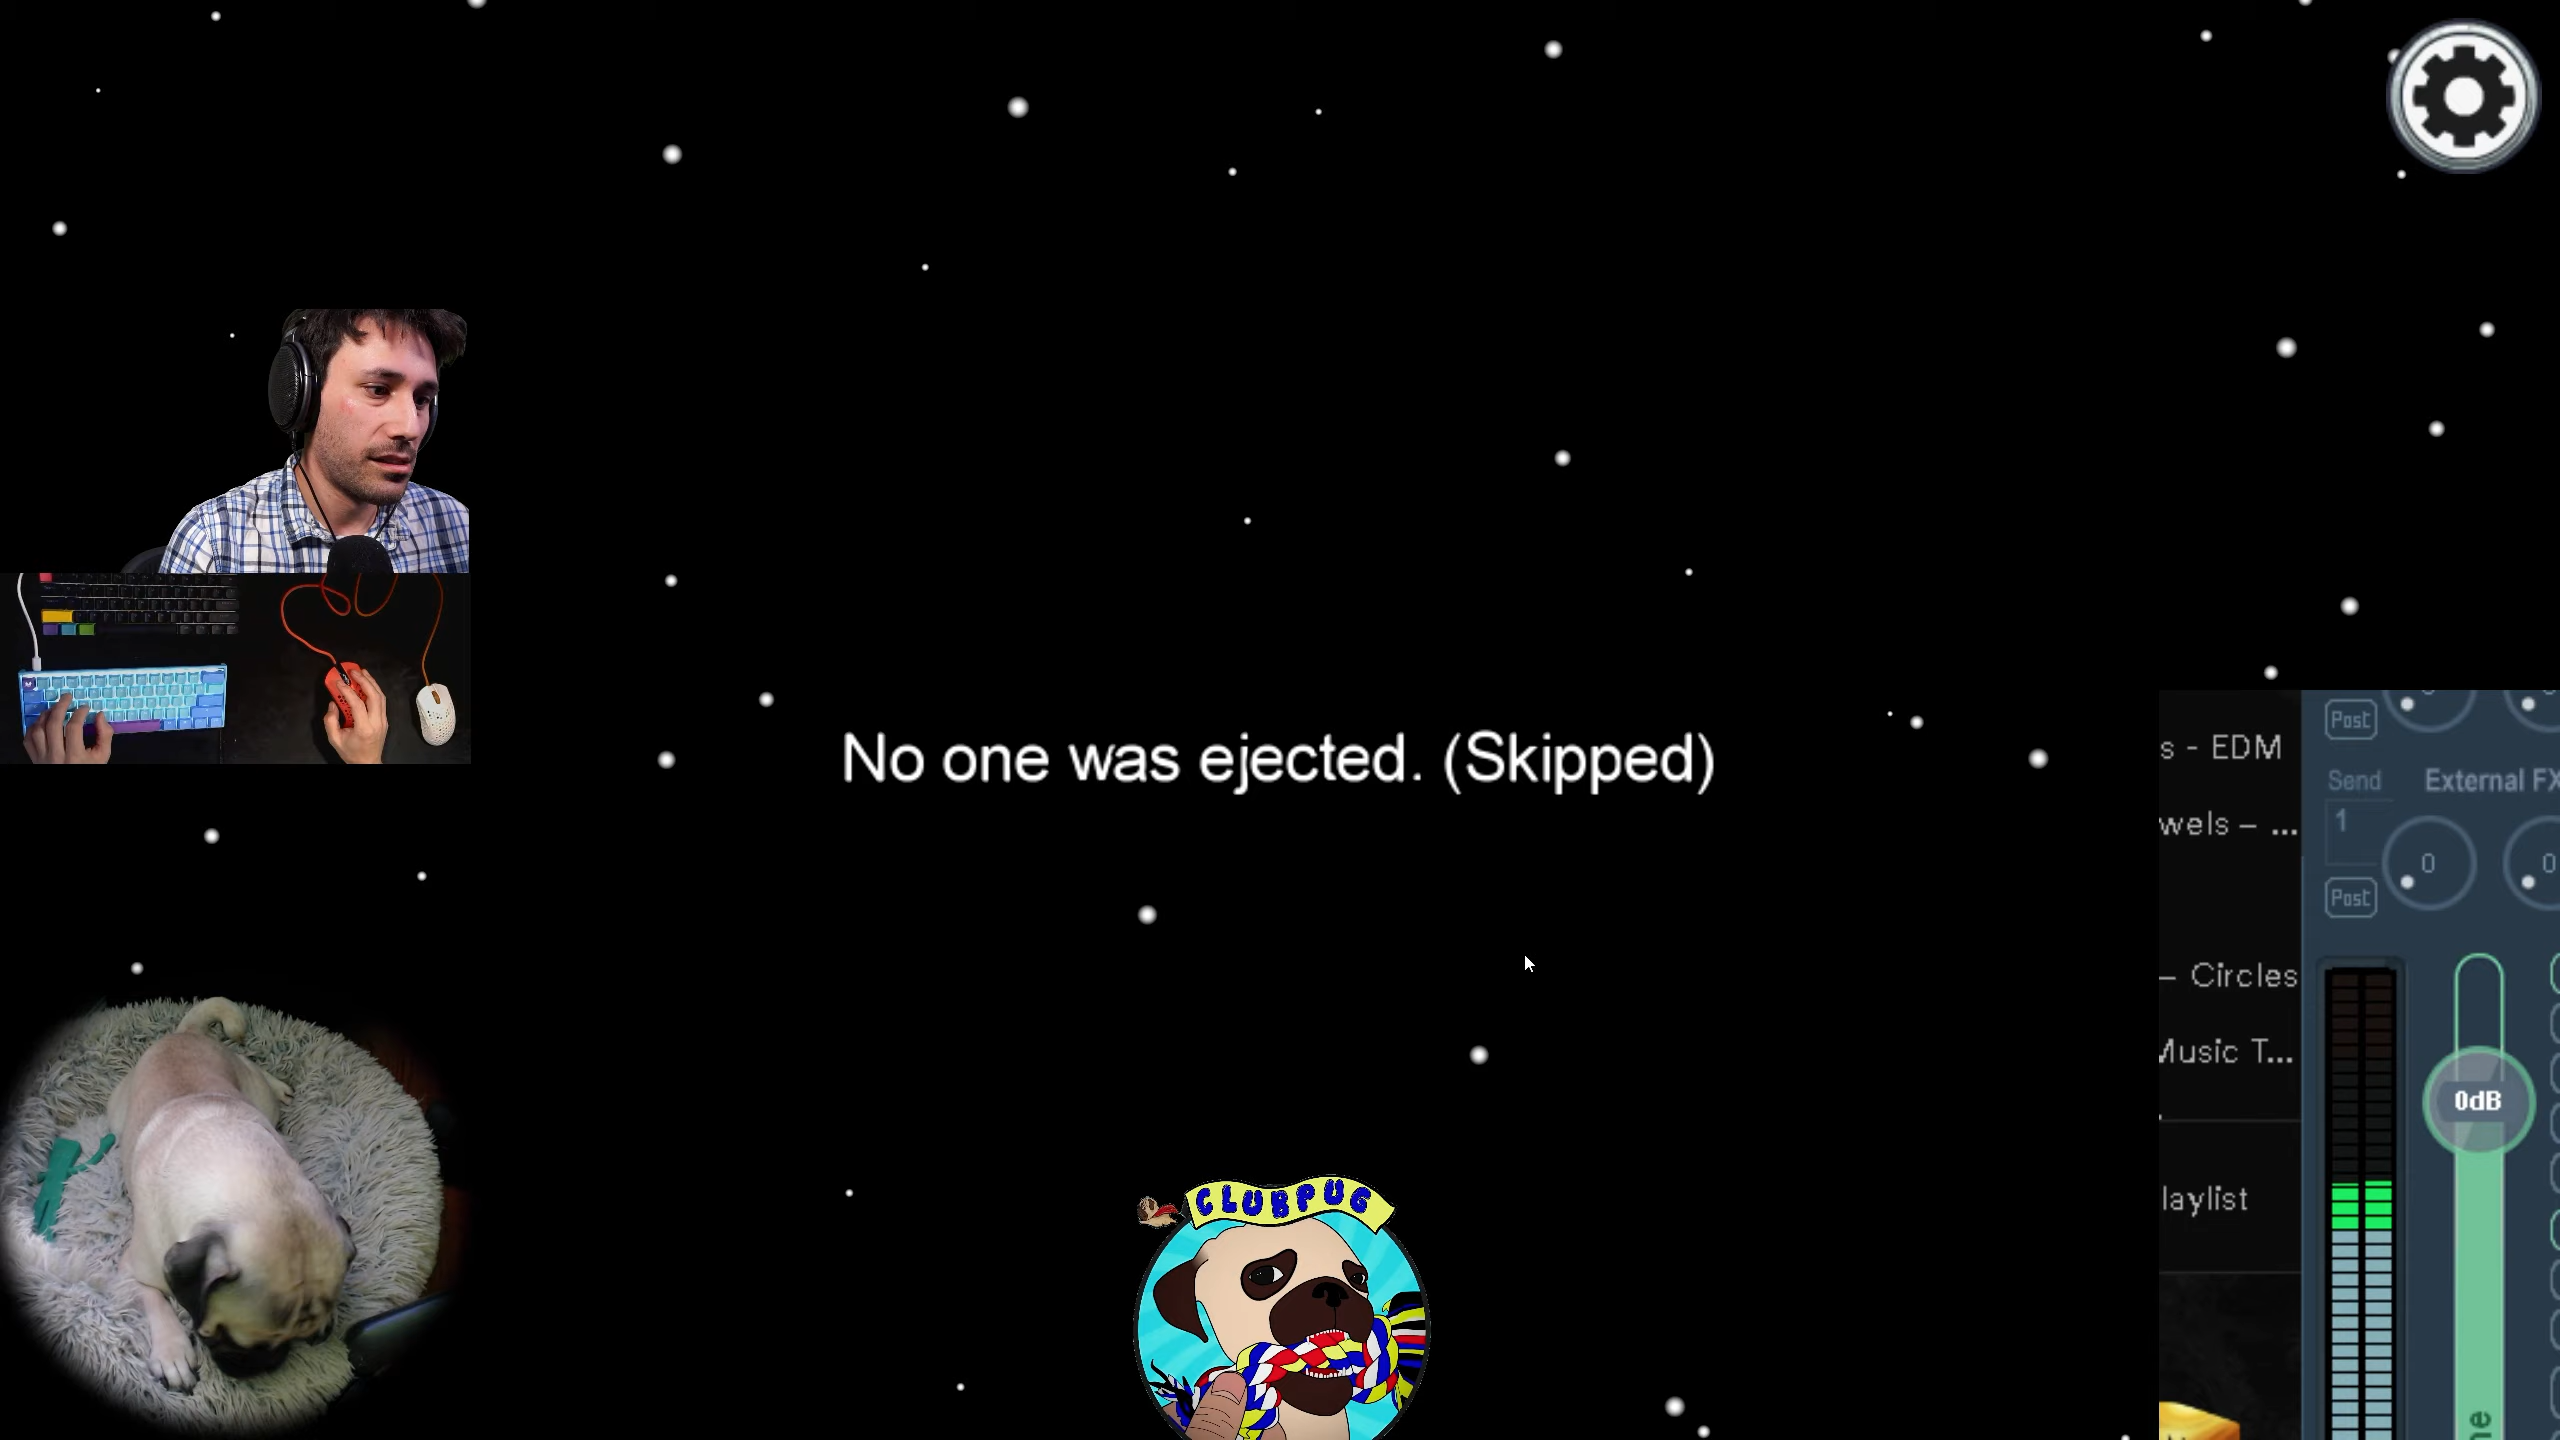 No one was ejected. (Skipped)
CLUBPUG
s - EDM
wels – ...
– Circles
Music T...
laylist
Post
Send
External FX
1
0
0
Post
0dB